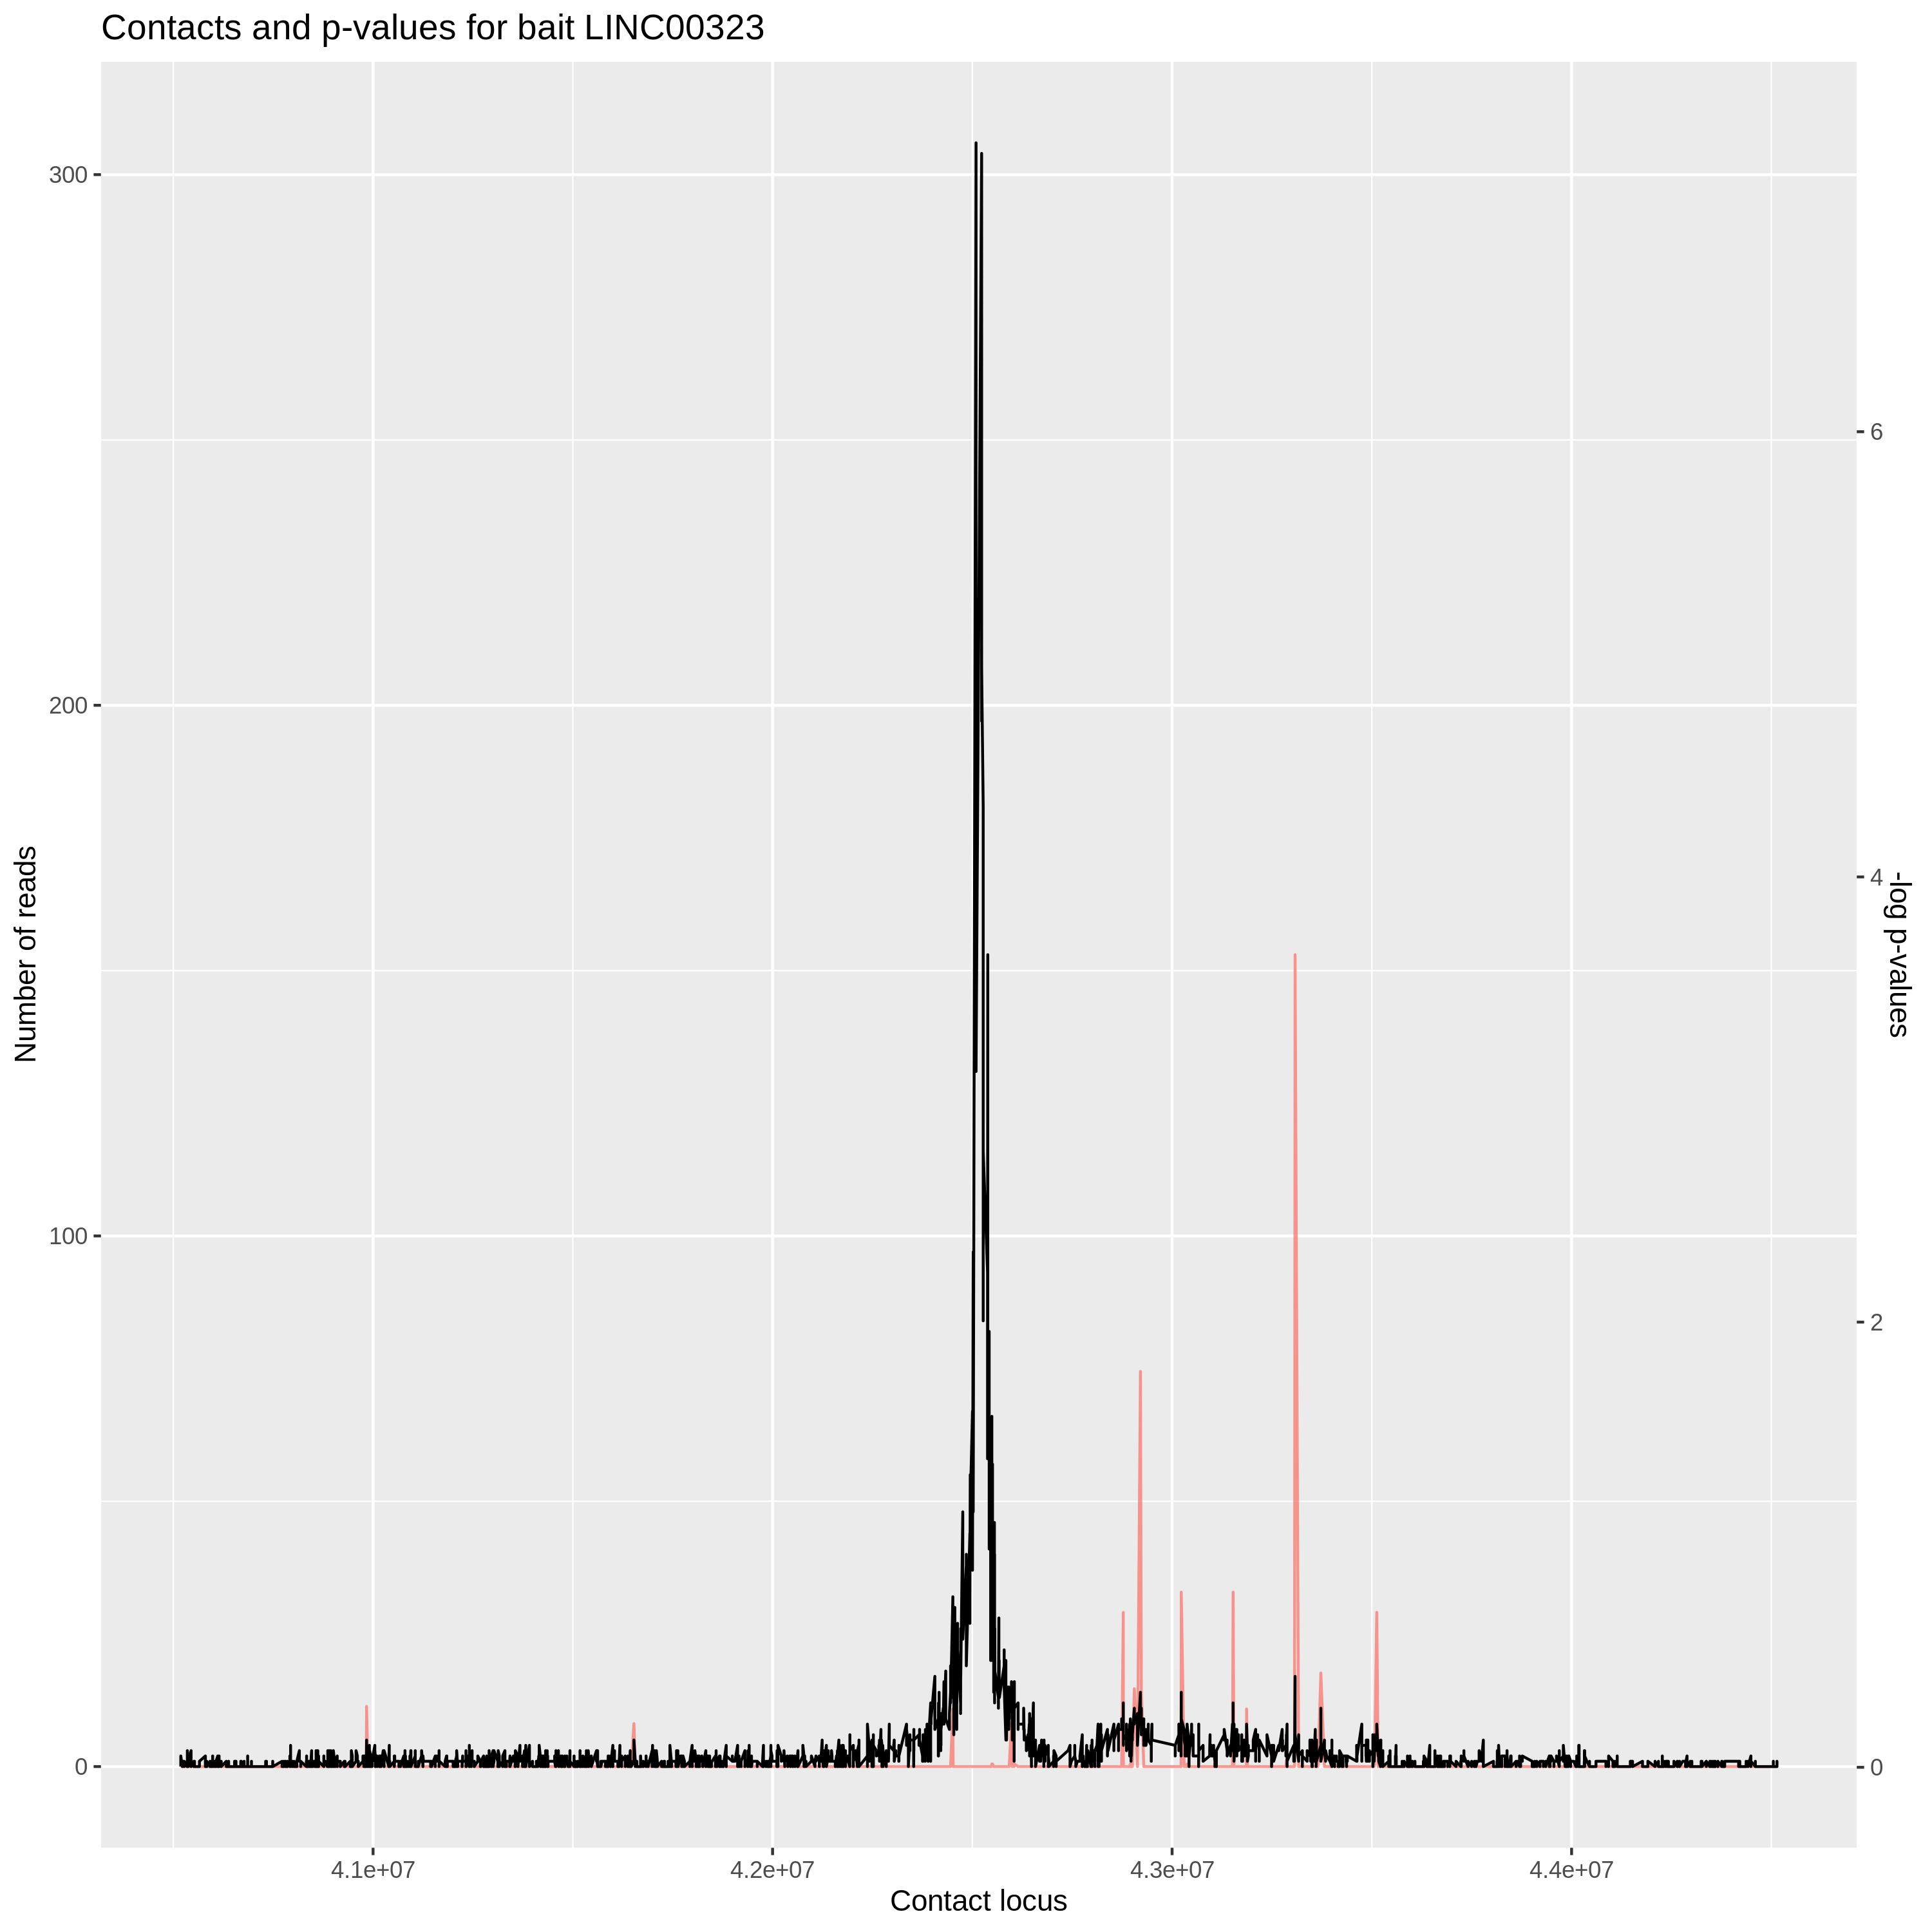 Contacts and p-values for bait LINC00323
300
200
100
0
Number of reads
6
4
2
0
-log p-values
4.1e+07 4.2e+07 4.3e+07 4.4e+07
Contact locus